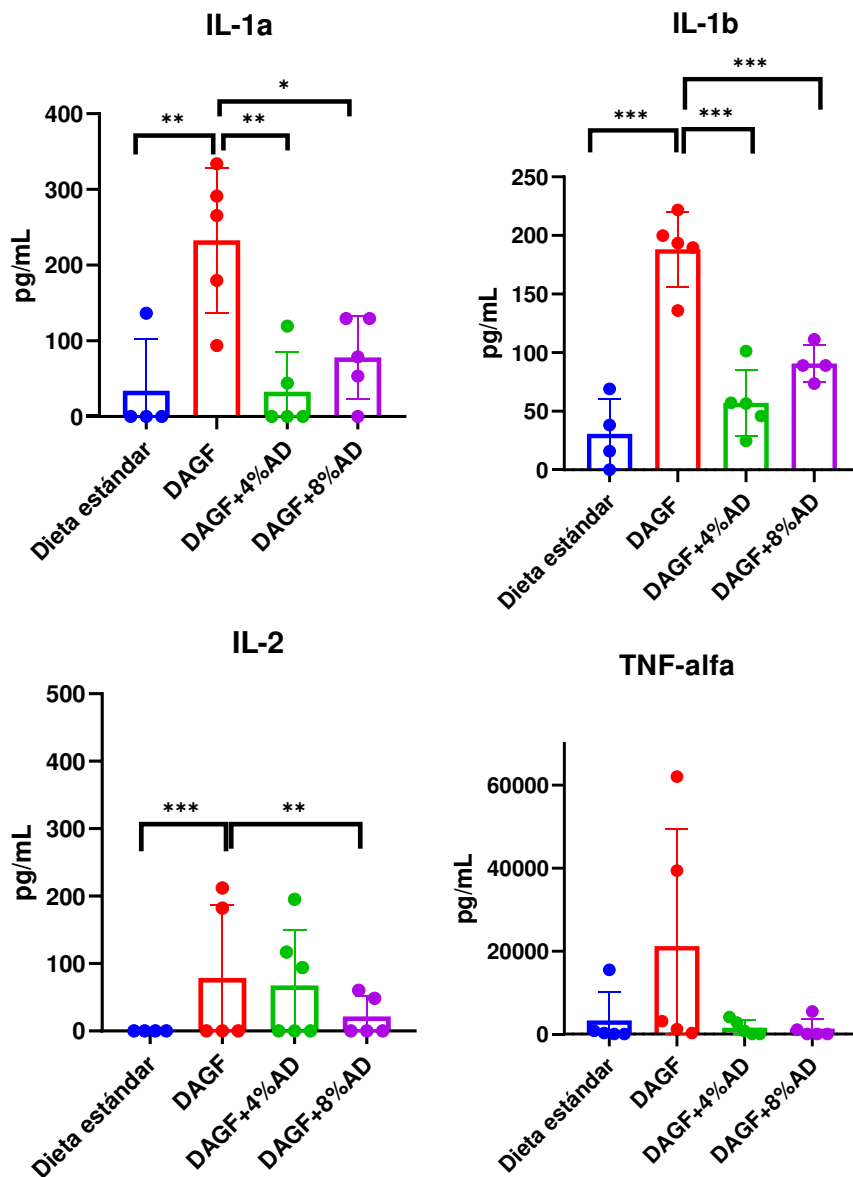 IL-1a
pg/mL
400
300
200
100
0
**
*
**
Dieta estándar
DAGF
DAGF+4%AD
DAGF+8%AD
IL-1b
pg/mL
250
200
150
100
50
0
***
***
***
Dieta estándar
DAGF
DAGF+4%AD
DAGF+8%AD
IL-2
pg/mL
500
400
300
200
100
0
***
**
Dieta estándar
DAGF
DAGF+4%AD
DAGF+8%AD
TNF-alfa
pg/mL
60000
40000
20000
0
Dieta estándar
DAGF
DAGF+4%AD
DAGF+8%AD